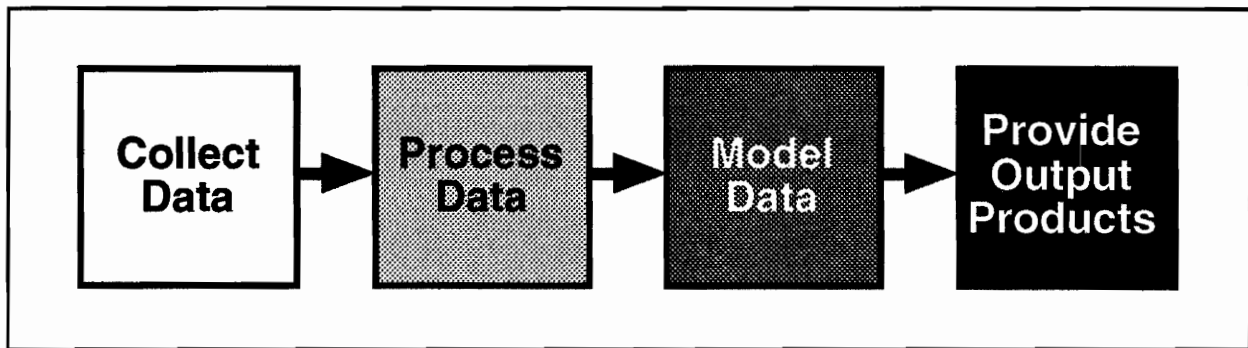 Collect
Data
Process
Data
Model
Data
Provide
Output
Products